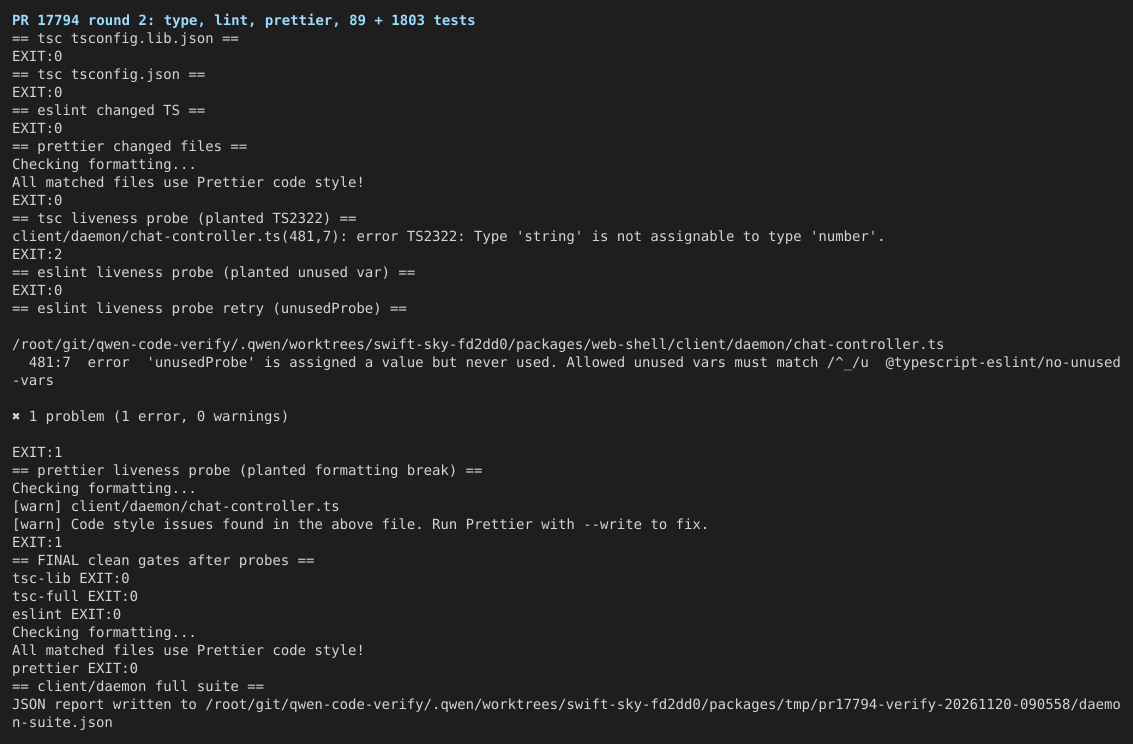 PR 17794 round 2: type, lint, prettier, 89 + 1803 tests
== tsc tsconfig.lib.json ==
EXIT:0
== tsc tsconfig.json ==
EXIT:0
== eslint changed TS ==
EXIT:0
== prettier changed files ==
Checking formatting...
All matched files use Prettier code style!
EXIT:0
== tsc liveness probe (planted TS2322) ==
client/daemon/chat-controller.ts(481,7): error TS2322: Type 'string' is not assignable to type 'number'.
EXIT:2
== eslint liveness probe (planted unused var) ==
EXIT:0
== eslint liveness probe retry (unusedProbe) ==

/root/git/qwen-code-verify/.qwen/worktrees/swift-sky-fd2dd0/packages/web-shell/client/daemon/chat-controller.ts
  481:7  error  'unusedProbe' is assigned a value but never used. Allowed unused vars must match /^_/u  @typescript-eslint/no-unused
-vars

✖ 1 problem (1 error, 0 warnings)

EXIT:1
== prettier liveness probe (planted formatting break) ==
Checking formatting...
[warn] client/daemon/chat-controller.ts
[warn] Code style issues found in the above file. Run Prettier with --write to fix.
EXIT:1
== FINAL clean gates after probes ==
tsc-lib EXIT:0
tsc-full EXIT:0
eslint EXIT:0
Checking formatting...
All matched files use Prettier code style!
prettier EXIT:0
== client/daemon full suite ==
JSON report written to /root/git/qwen-code-verify/.qwen/worktrees/swift-sky-fd2dd0/packages/tmp/pr17794-verify-20261120-090558/daemo
n-suite.json